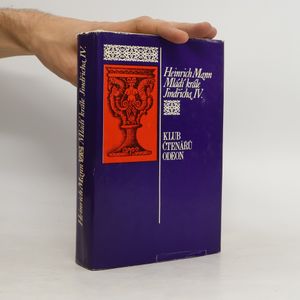 Heinrich Mann
Mládí krále
Jindřicha IV.
KLUB
ČTENÁŘŮ
ODEON
Heinrich Mann Mládí krále Jindřicha IV.